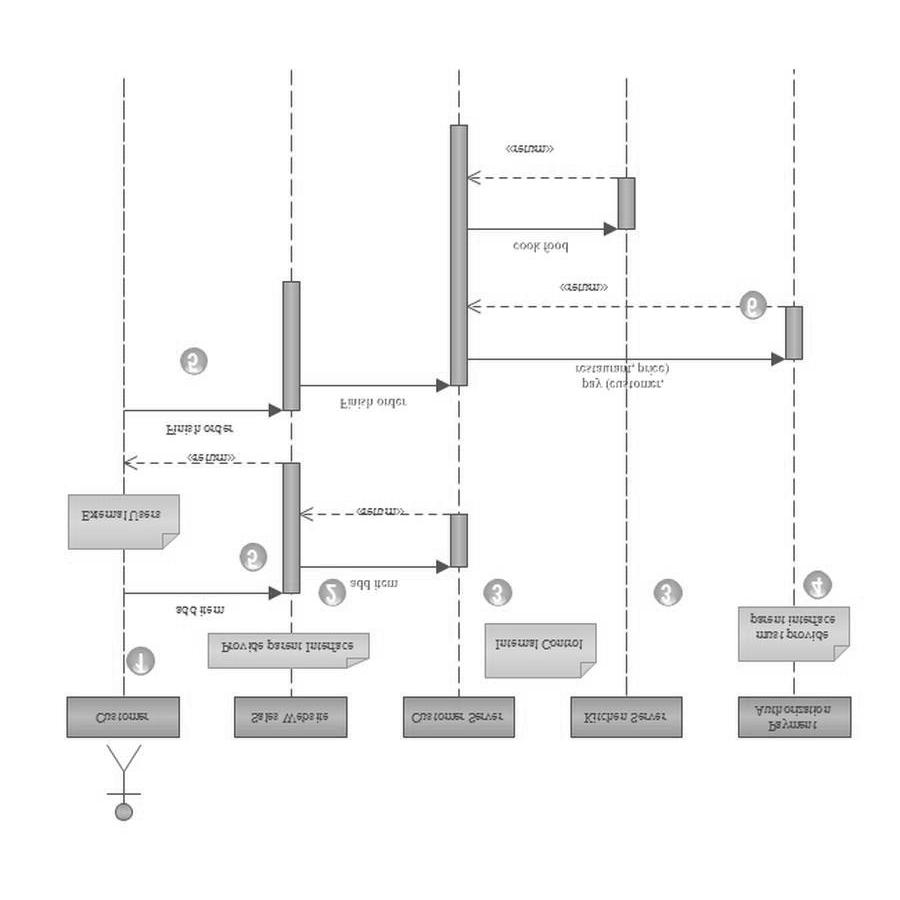 Customer
Sales Website
Customer Server
Kitchen Server
Payment
Authorization
1
Provide parent Interface
Internal Control
must provide
parent interface
add item
2
add item
3
3
4
5
External Users
«return»
«return»
Finish order
Finish order
5
pay (customer,
restaurant, price)
6
«return»
cook food
«return»